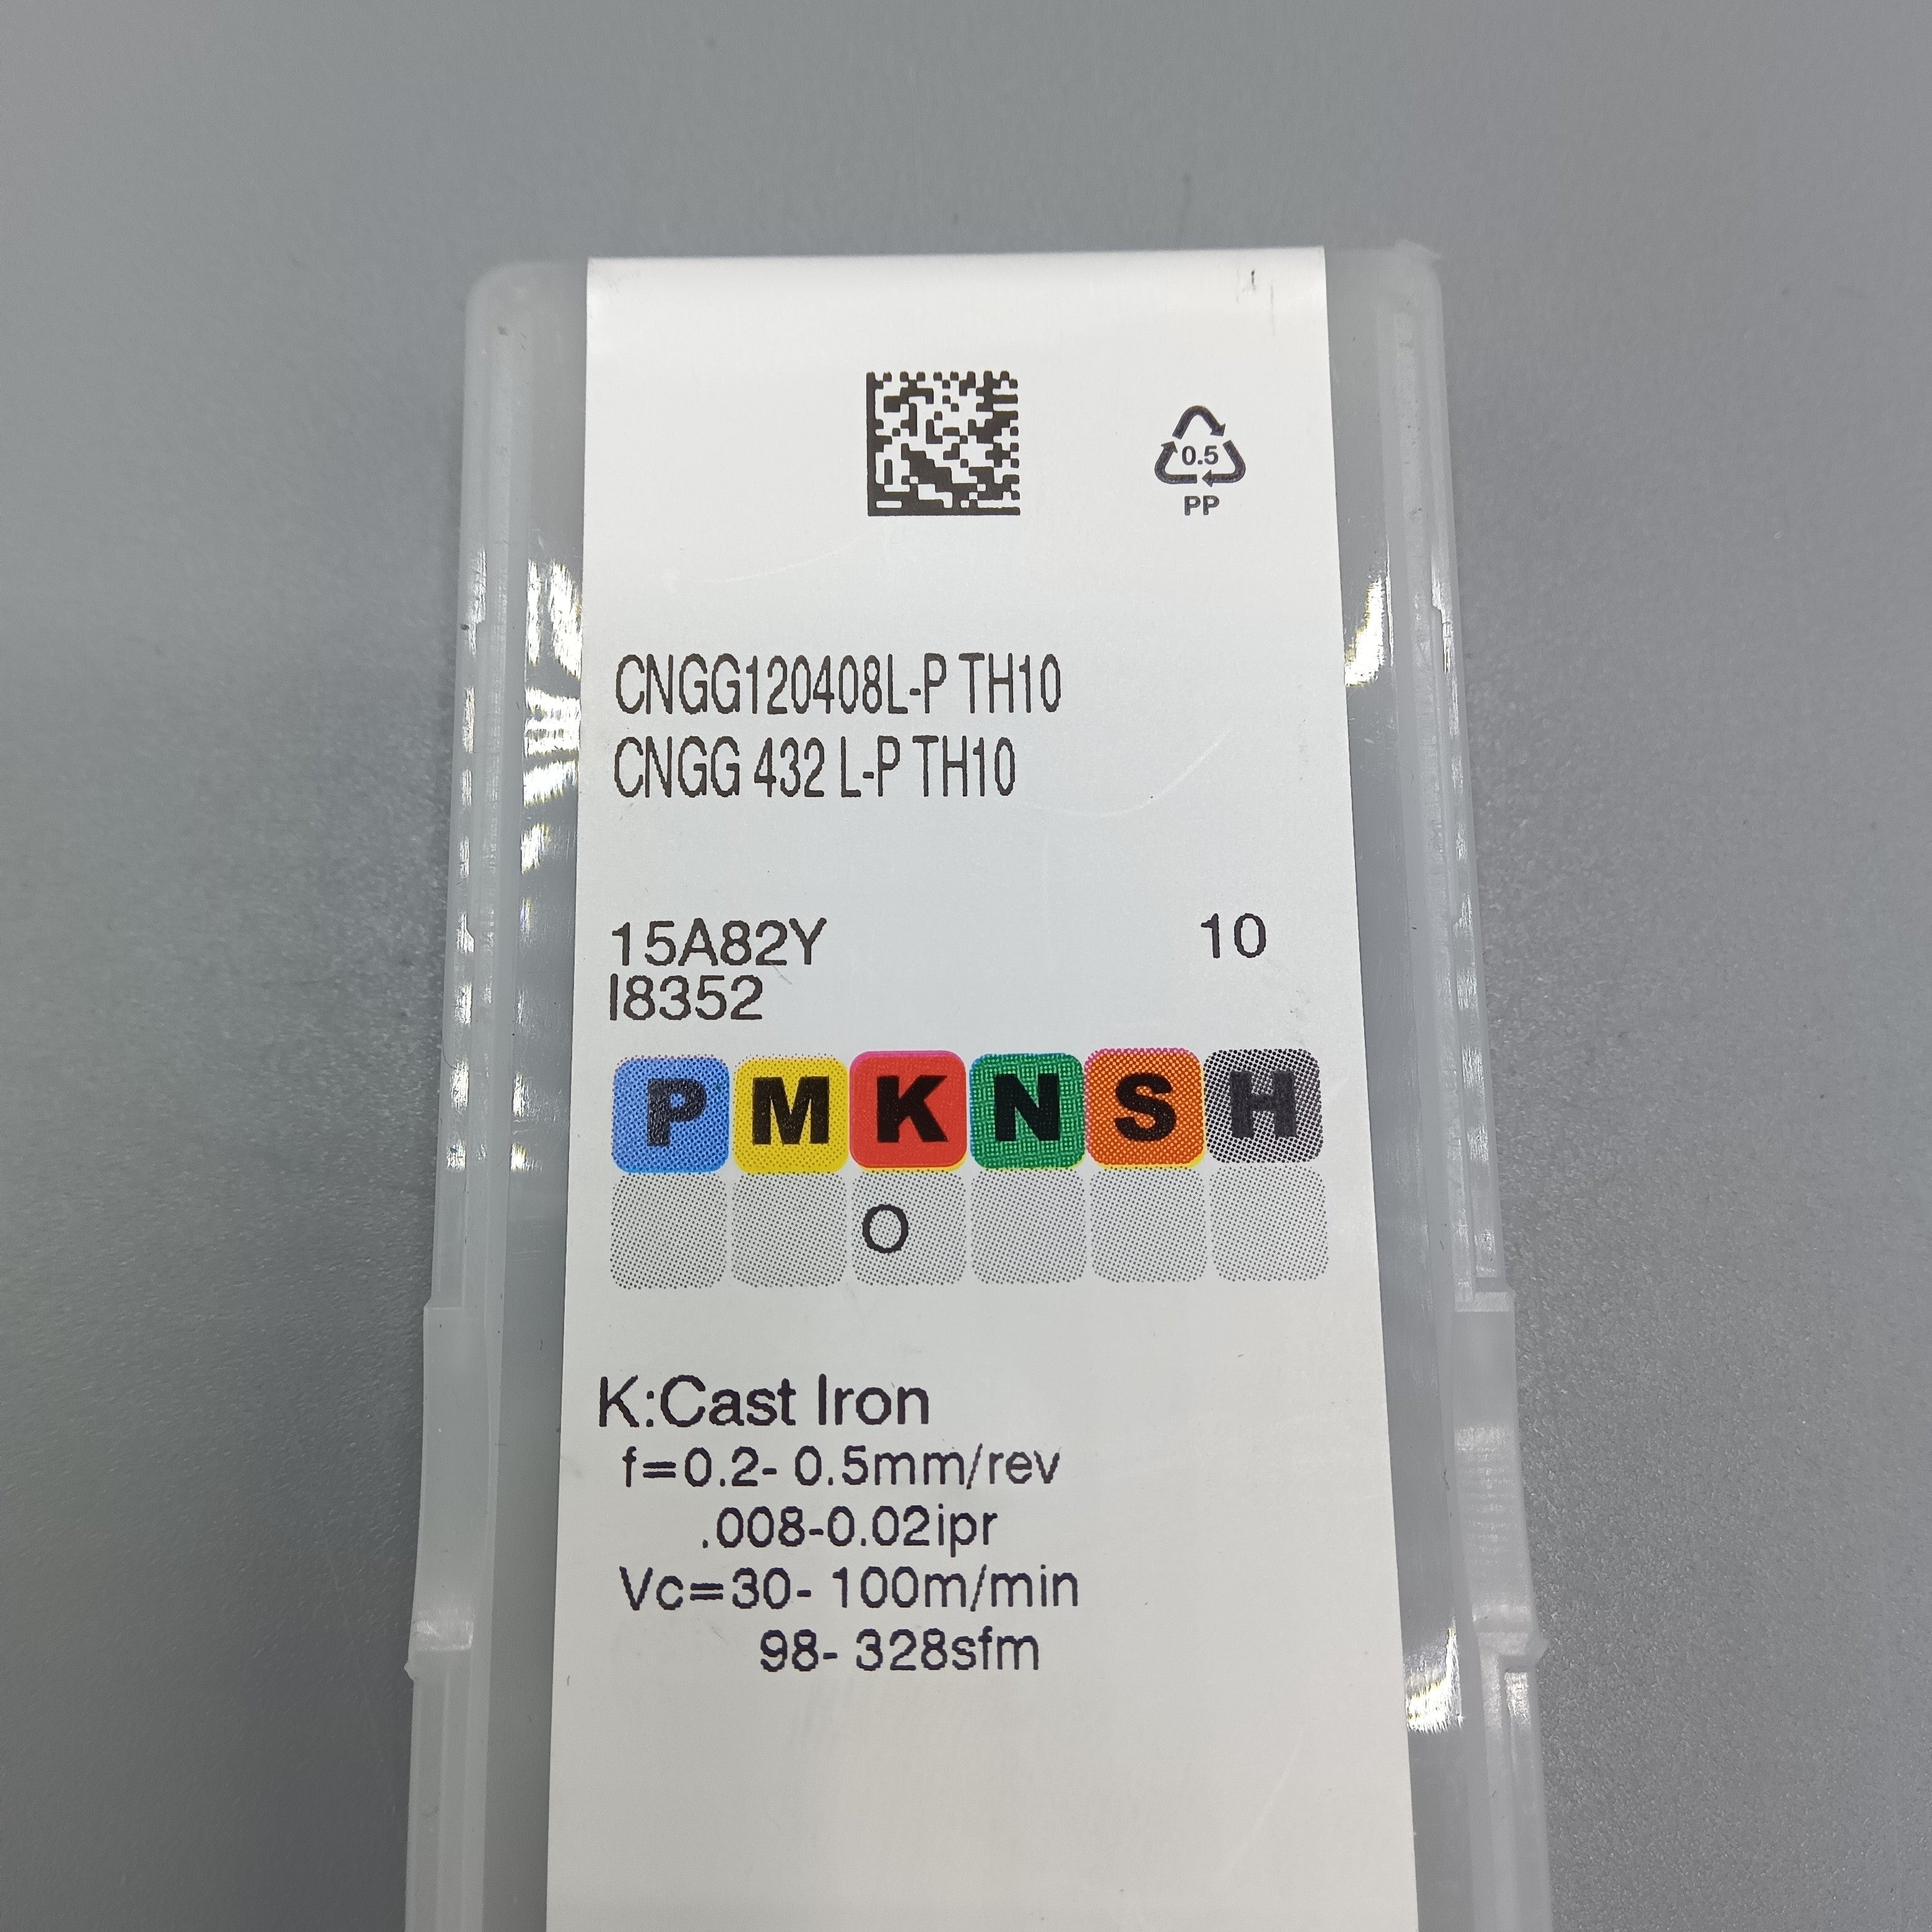 0.5
PP
CNGG120408L-P TH10
CNGG 432 L-P TH10
15A82Y 10
I8352
P M K N S H
O
K:Cast Iron
f=0.2- 0.5mm/rev
.008-0.02ipr
Vc=30- 100m/min
98- 328sfm